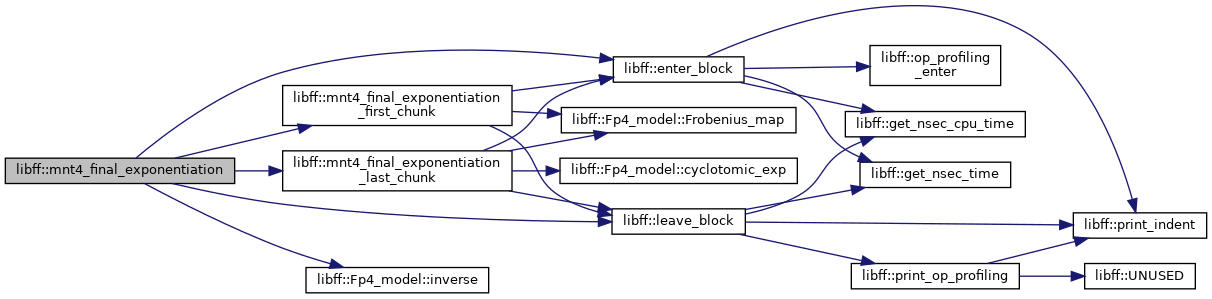 libff::mnt4_final_exponentiation
libff::mnt4_final_exponentiation
_first_chunk
libff::mnt4_final_exponentiation
_last_chunk
libff::Fp4_model::inverse
libff::enter_block
libff::Fp4_model::Frobenius_map
libff::Fp4_model::cyclotomic_exp
libff::leave_block
libff::op_profiling
_enter
libff::get_nsec_cpu_time
libff::get_nsec_time
libff::print_op_profiling
libff::print_indent
libff::UNUSED